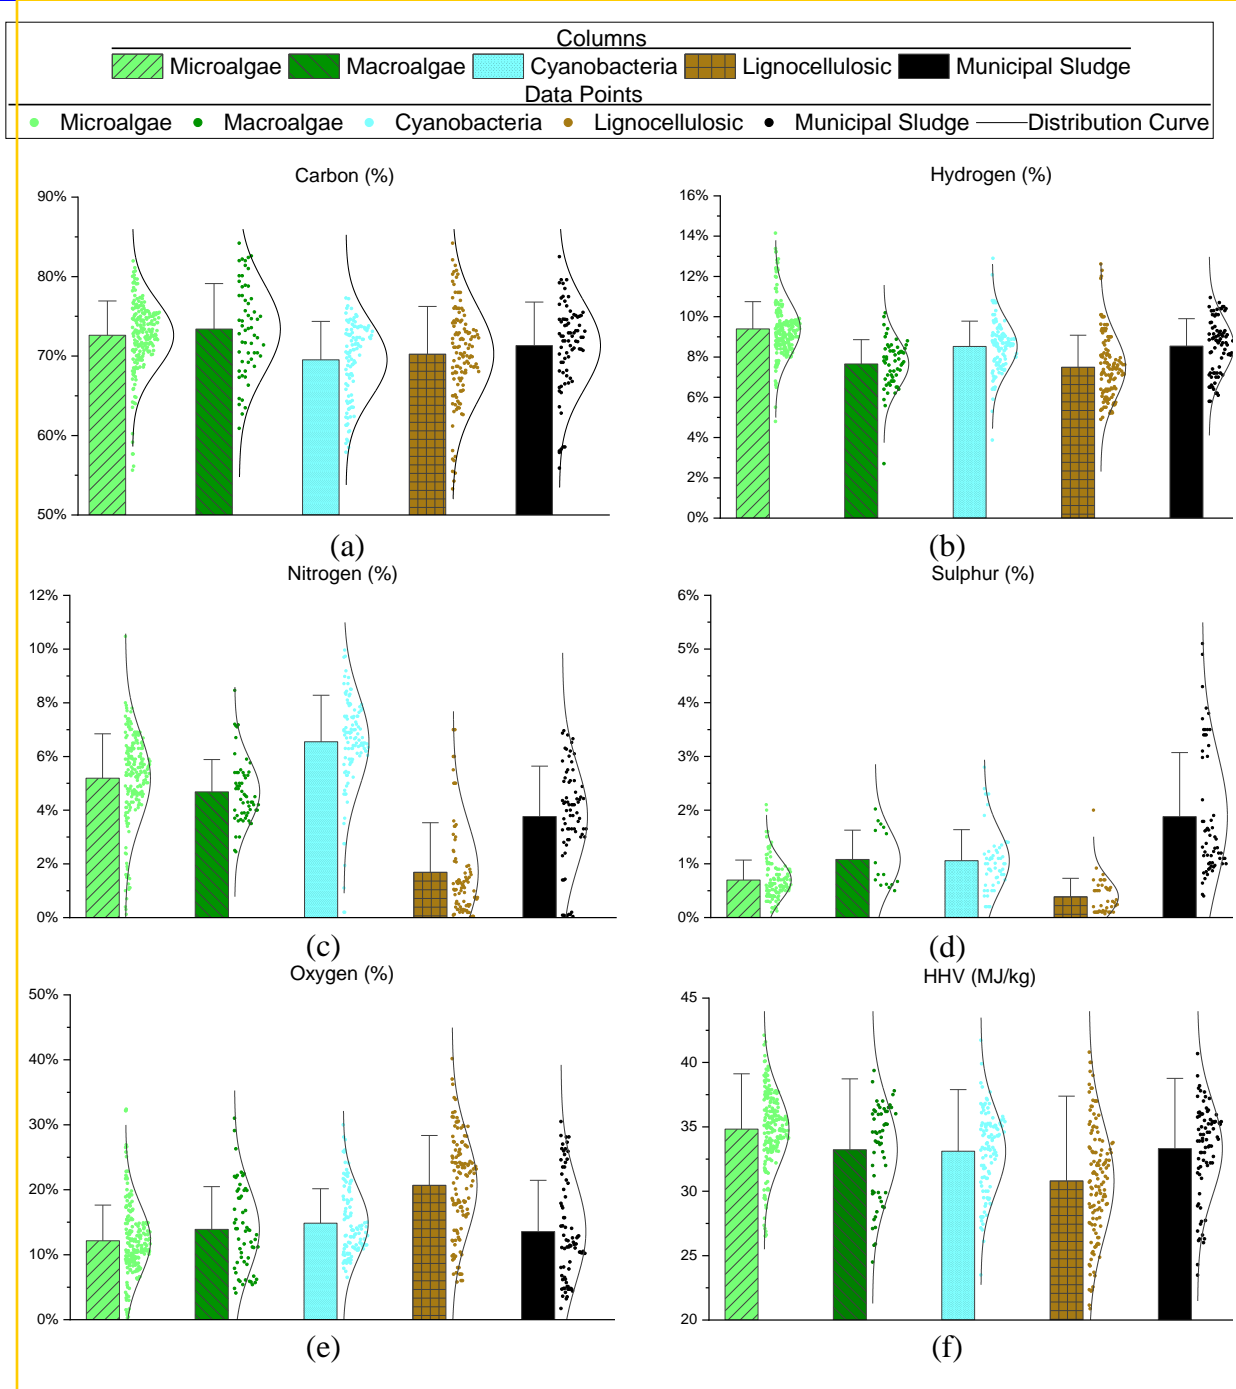 Columns
Microalgae Macroalgae Cyanobacteria Lignocellulosic Municipal Sludge
Data Points
Microalgae Macroalgae Cyanobacteria Lignocellulosic Municipal Sludge Distribution Curve
Carbon (%)
90%
80%
70%
60%
50%
(a)
Hydrogen (%)
16%
14%
12%
10%
8%
6%
4%
2%
0%
(b)
Nitrogen (%)
12%
10%
8%
6%
4%
2%
0%
(c)
Sulphur (%)
6%
5%
4%
3%
2%
1%
0%
(d)
Oxygen (%)
50%
40%
30%
20%
10%
0%
(e)
HHV (MJ/kg)
45
40
35
30
25
20
(f)